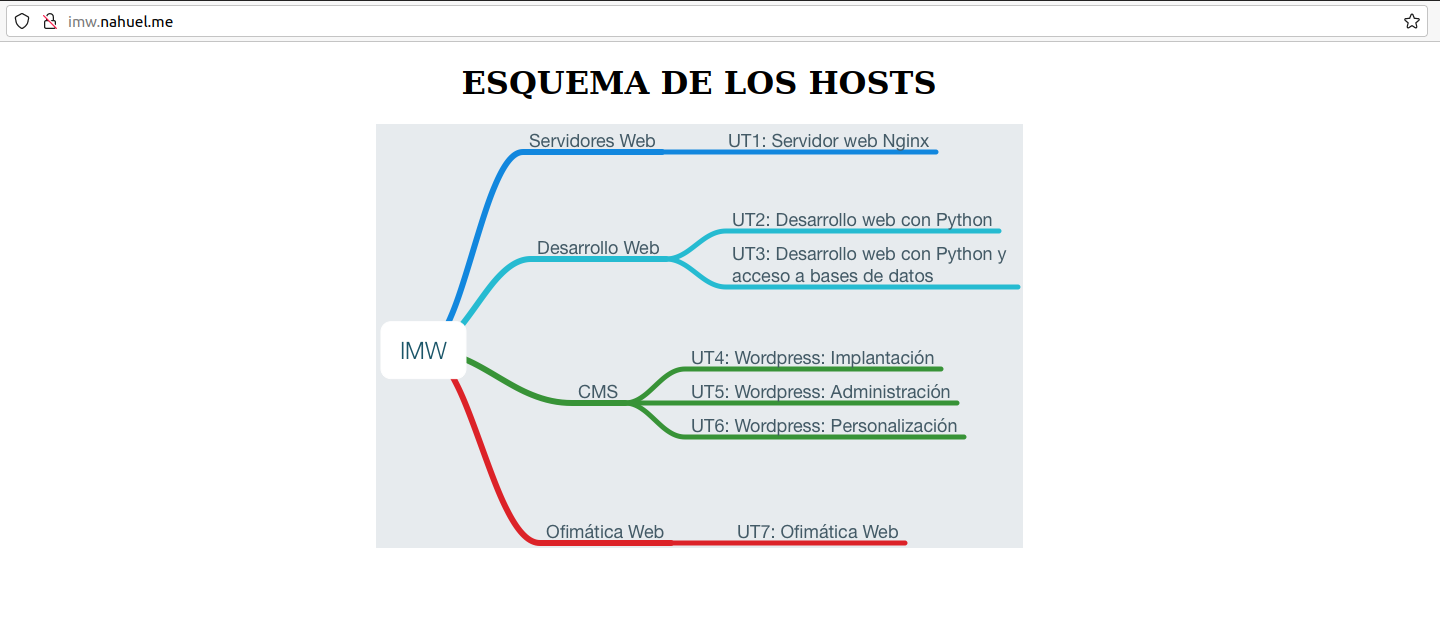 imw.nahuel.me
ESQUEMA DE LOS HOSTS
Servidores Web
UT1: Servidor web Nginx
Desarrollo Web
UT2: Desarrollo web con Python
UT3: Desarrollo web con Python y
acceso a bases de datos
IMW
CMS
UT4: Wordpress: Implantación
UT5: Wordpress: Administración
UT6: Wordpress: Personalización
Ofimática Web
UT7: Ofimática Web